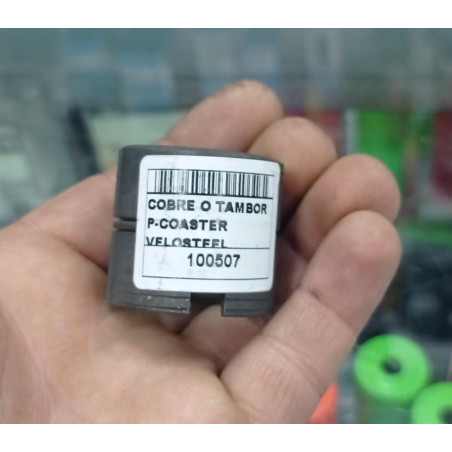 COBRE O TAMBOR
P-COASTER
VELOSTEEL
100507